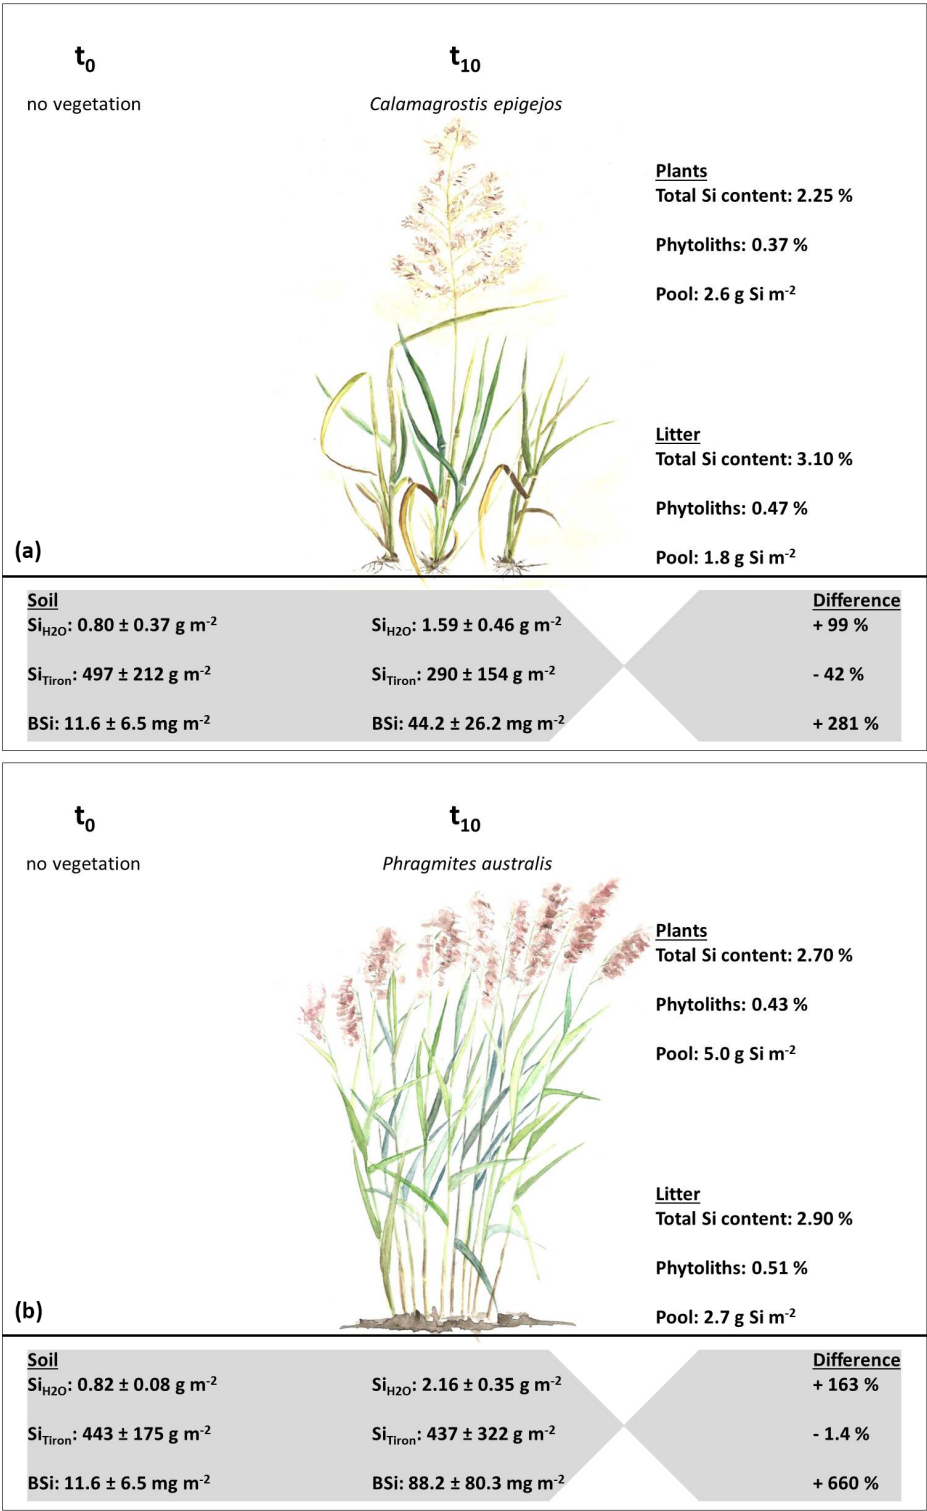 t0 t10
no vegetation Calamagrostis epigejos
Plants
Total Si content: 2.25 %
Phytoliths: 0.37 %
Pool: 2.6 g Si m-2
Litter
Total Si content: 3.10 %
Phytoliths: 0.47 %
(a)
Pool: 1.8 g Si m-2
Soil Difference
SiH2O: 0.80 ± 0.37 g m-2 SiH2O: 1.59 ± 0.46 g m-2 + 99 %
SiTiron: 497 ± 212 g m-2 SiTiron: 290 ± 154 g m-2 - 42 %
BSi: 11.6 ± 6.5 mg m-2 BSi: 44.2 ± 26.2 mg m-2 + 281 %
t0 t10
no vegetation Phragmites australis
Plants
Total Si content: 2.70 %
Phytoliths: 0.43 %
Pool: 5.0 g Si m-2
Litter
Total Si content: 2.90 %
Phytoliths: 0.51 %
(b)
Pool: 2.7 g Si m-2
Soil Difference
SiH2O: 0.82 ± 0.08 g m-2 SiH2O: 2.16 ± 0.35 g m-2 + 163 %
SiTiron: 443 ± 175 g m-2 SiTiron: 437 ± 322 g m-2 - 1.4 %
BSi: 11.6 ± 6.5 mg m-2 BSi: 88.2 ± 80.3 mg m-2 + 660 %